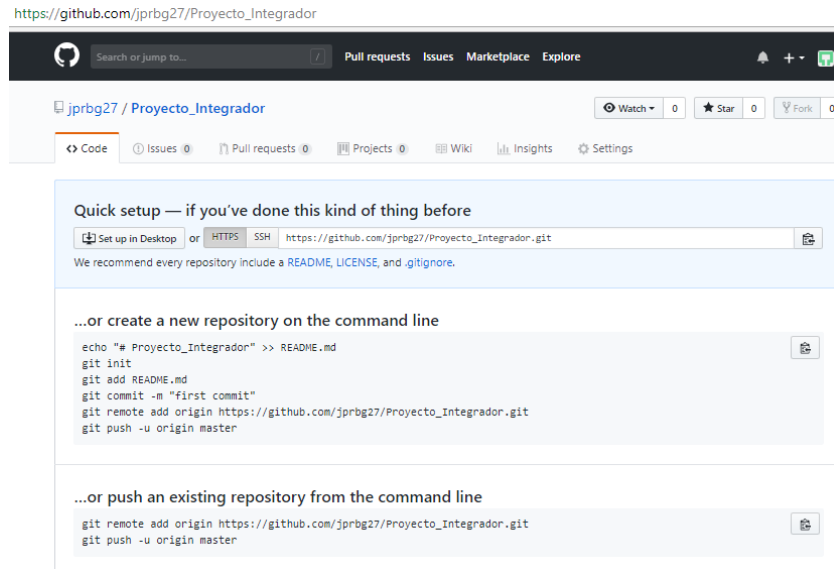 https://github.com/jprbg27/Proyecto_Integrador
Search or jump to... / Pull requests Issues Marketplace Explore
jprbg27 / Proyecto_Integrador Watch 0 Star 0 Fork 0
Code Issues 0 Pull requests 0 Projects 0 Wiki Insights Settings
Quick setup — if you've done this kind of thing before
Set up in Desktop or HTTPS SSH https://github.com/jprbg27/Proyecto_Integrador.git
We recommend every repository include a README, LICENSE, and .gitignore.
...or create a new repository on the command line
echo "# Proyecto_Integrador" >> README.md
git init
git add README.md
git commit -m "first commit"
git remote add origin https://github.com/jprbg27/Proyecto_Integrador.git
git push -u origin master
...or push an existing repository from the command line
git remote add origin https://github.com/jprbg27/Proyecto_Integrador.git
git push -u origin master